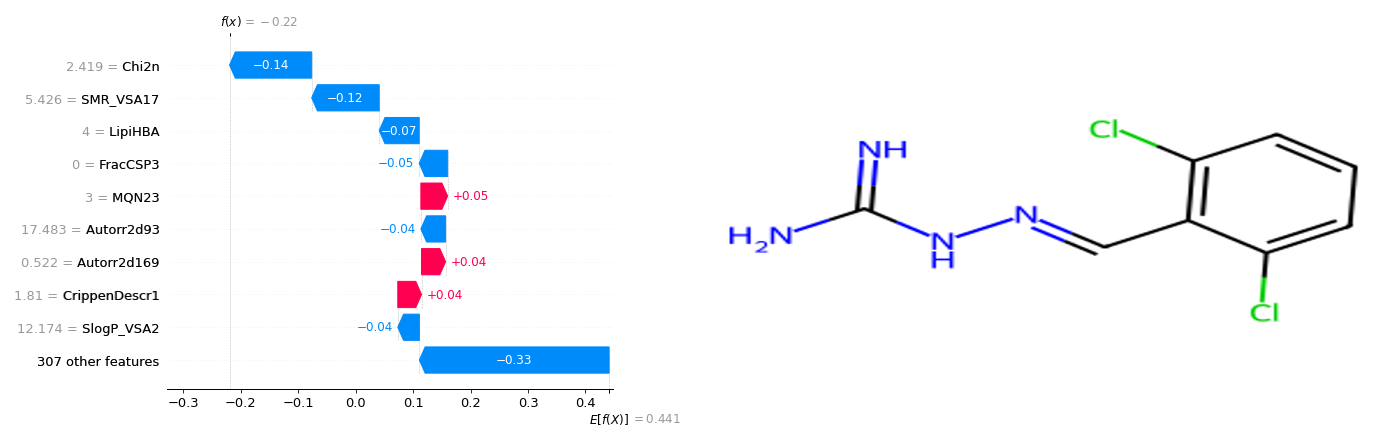 f(x) = −0.22
2.419 = Chi2n
−0.14
5.426 = SMR_VSA17
−0.12
4 = LipiHBA
−0.07
0 = FracCSP3
−0.05
3 = MQN23
+0.05
17.483 = Autorr2d93
−0.04
0.522 = Autorr2d169
+0.04
1.81 = CrippenDescr1
+0.04
12.174 = SlogP_VSA2
−0.04
307 other features
−0.33
−0.3 −0.2 −0.1 0.0 0.1 0.2 0.3 0.4
E[f(X)] = 0.441
Cl
NH
N
H₂N
N
H
Cl